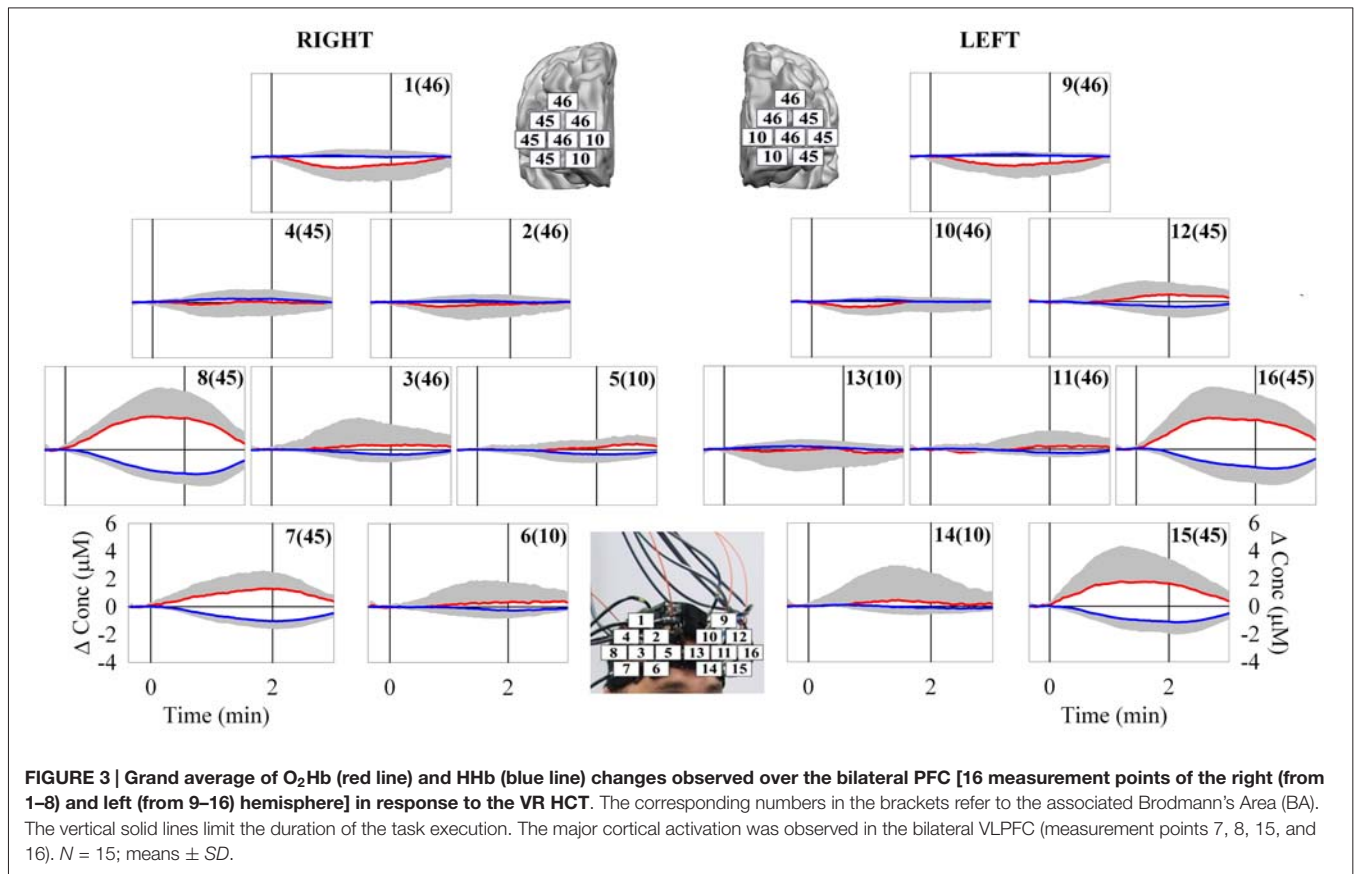 RIGHT LEFT
1(46) 9(46)
46 46
45 46 46 45
45 46 10 10 46 45
45 10 10 45
4(45) 2(46) 10(46) 12(45)
8(45) 3(46) 5(10) 13(10) 11(46) 16(45)
7(45) 6(10) 14(10) 15(45)
6 6
4 4
2 2
0 0
-2 -2
-4 -4
Δ Conc (μM) Δ Conc (μM)
1 9
4 2 10 12
8 3 5 13 11 16
7 6 14 15
0 2 2 0 2
Time (min) Time (min)
FIGURE 3 | Grand average of O₂Hb (red line) and HHb (blue line) changes observed over the bilateral PFC [16 measurement points of the right (from
1–8) and left (from 9–16) hemisphere] in response to the VR HCT. The corresponding numbers in the brackets refer to the associated Brodmann's Area (BA).
The vertical solid lines limit the duration of the task execution. The major cortical activation was observed in the bilateral VLPFC (measurement points 7, 8, 15, and
16). N = 15; means ± SD.